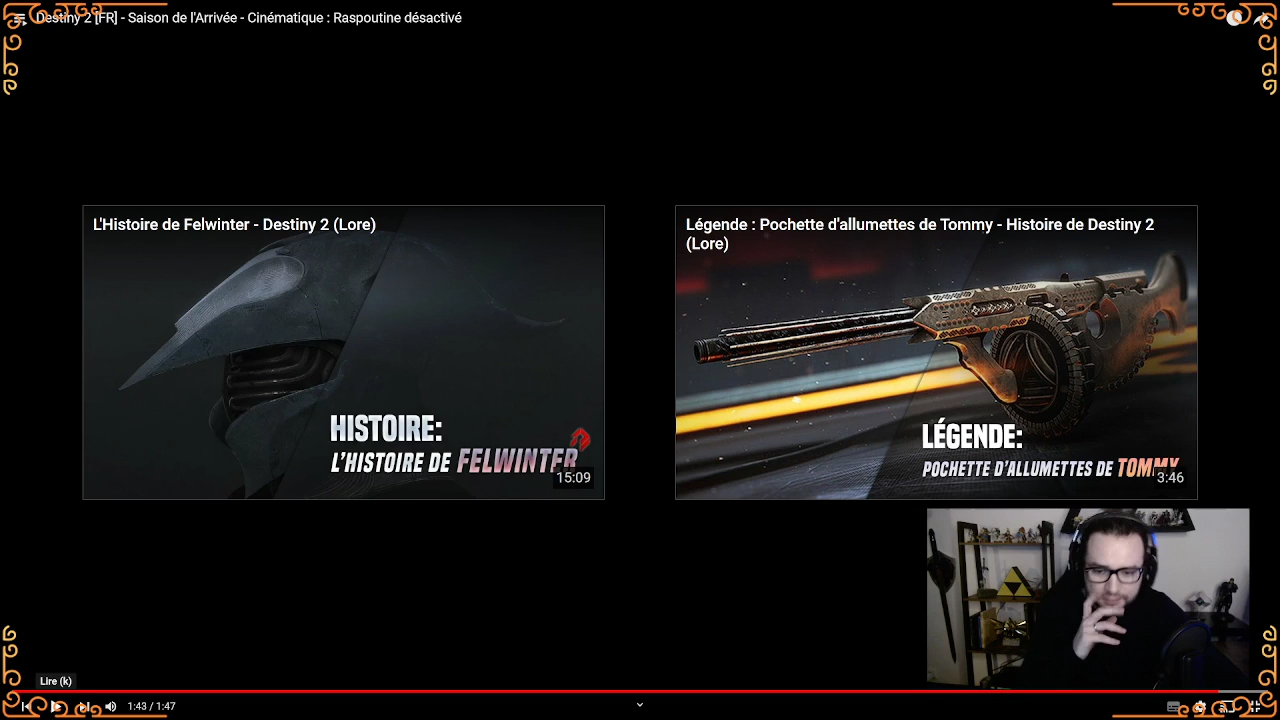 Destiny 2 [FR] - Saison de l'Arrivée - Cinématique : Raspoutine désactivé
L'Histoire de Felwinter - Destiny 2 (Lore)
HISTOIRE:
L'HISTOIRE DE FELWINTER
15:09
Légende : Pochette d'allumettes de Tommy - Histoire de Destiny 2
(Lore)
LÉGENDE:
POCHETTE D'ALLUMETTES DE TOMMY
3:46
Lire (k)
1:43 / 1:47